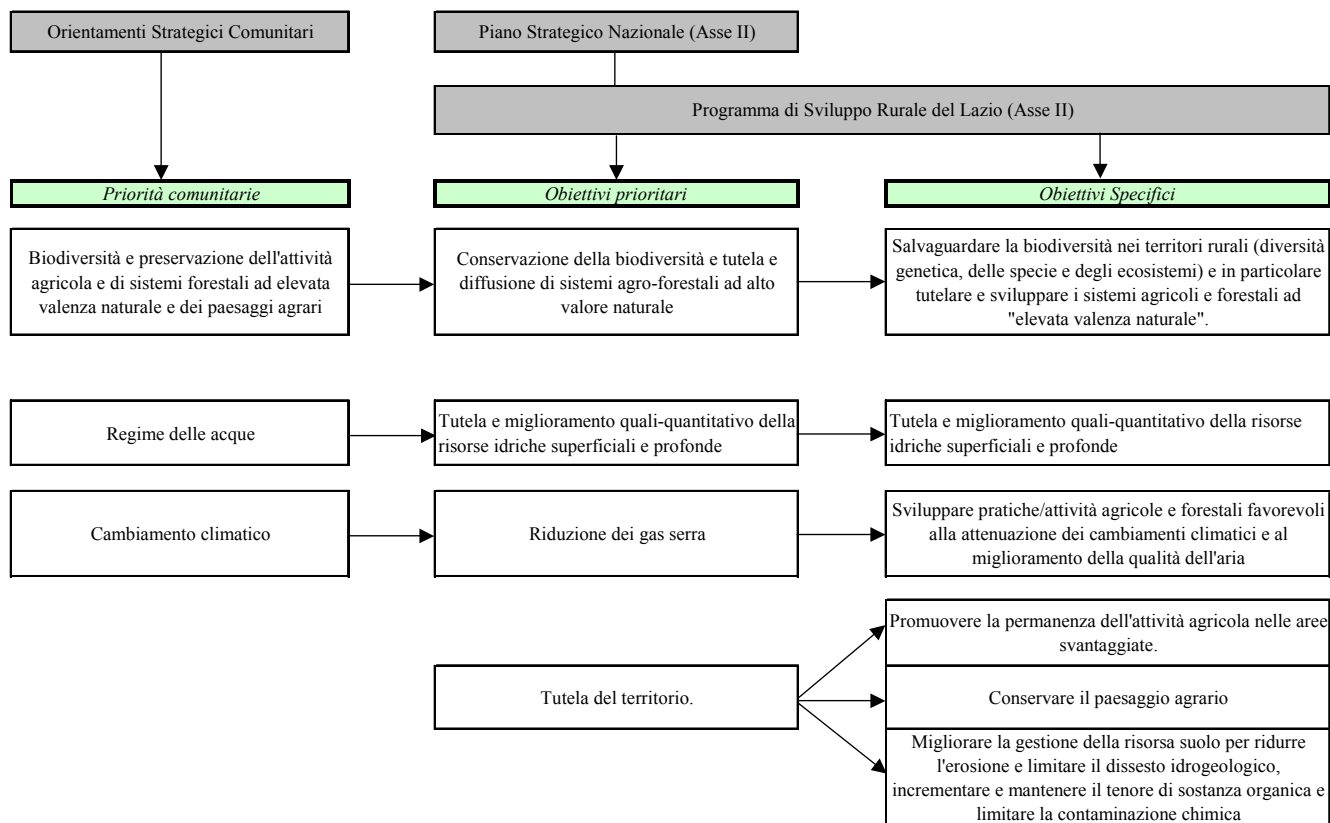 Orientamenti Strategici Comunitari
Piano Strategico Nazionale (Asse II)
Programma di Sviluppo Rurale del Lazio (Asse II)
Priorità comunitarie
Obiettivi prioritari
Obiettivi Specifici
Biodiversità e preservazione dell'attività
agricola e di sistemi forestali ad elevata
valenza naturale e dei paesaggi agrari
Conservazione della biodiversità e tutela e
diffusione di sistemi agro-forestali ad alto
valore naturale
Salvaguardare la biodiversità nei territori rurali (diversità
genetica, delle specie e degli ecosistemi) e in particolare
tutelare e sviluppare i sistemi agricoli e forestali ad
"elevata valenza naturale".
Regime delle acque
Tutela e miglioramento quali-quantitativo della
risorse idriche superficiali e profonde
Tutela e miglioramento quali-quantitativo della risorse
idriche superficiali e profonde
Cambiamento climatico
Riduzione dei gas serra
Sviluppare pratiche/attività agricole e forestali favorevoli
alla attenuazione dei cambiamenti climatici e al
miglioramento della qualità dell'aria
Tutela del territorio.
Promuovere la permanenza dell'attività agricola nelle aree
svantaggiate.
Conservare il paesaggio agrario
Migliorare la gestione della risorsa suolo per ridurre
l'erosione e limitare il dissesto idrogeologico,
incrementare e mantenere il tenore di sostanza organica e
limitare la contaminazione chimica